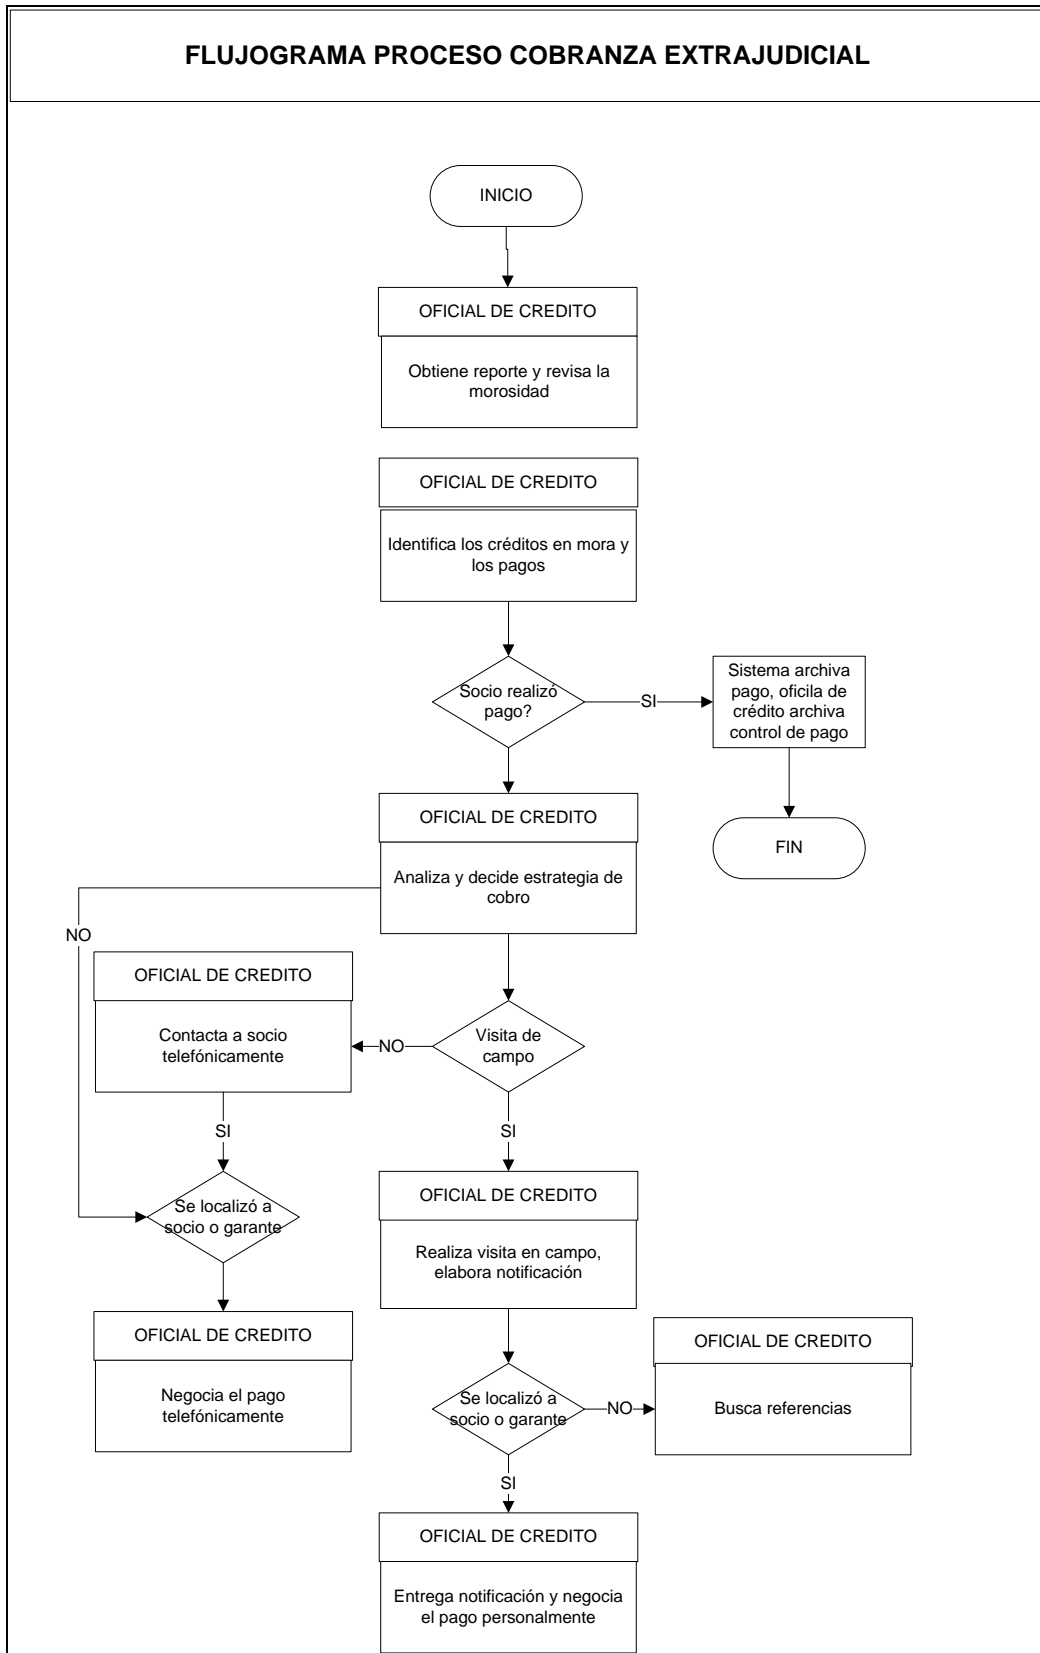 FLUJOGRAMA PROCESO COBRANZA EXTRAJUDICIAL
INICIO
OFICIAL DE CREDITO
Obtiene reporte y revisa la
morosidad
OFICIAL DE CREDITO
Identifica los créditos en mora y
los pagos
Socio realizó
pago?
SI
Sistema archiva
pago, oficila de
crédito archiva
control de pago
FIN
OFICIAL DE CREDITO
Analiza y decide estrategia de
cobro
NO
OFICIAL DE CREDITO
Contacta a socio
telefónicamente
NO
Visita de
campo
SI
SI
Se localizó a
socio o garante
OFICIAL DE CREDITO
Realiza visita en campo,
elabora notificación
OFICIAL DE CREDITO
Negocia el pago
telefónicamente
Se localizó a
socio o garante
NO
OFICIAL DE CREDITO
Busca referencias
SI
OFICIAL DE CREDITO
Entrega notificación y negocia
el pago personalmente